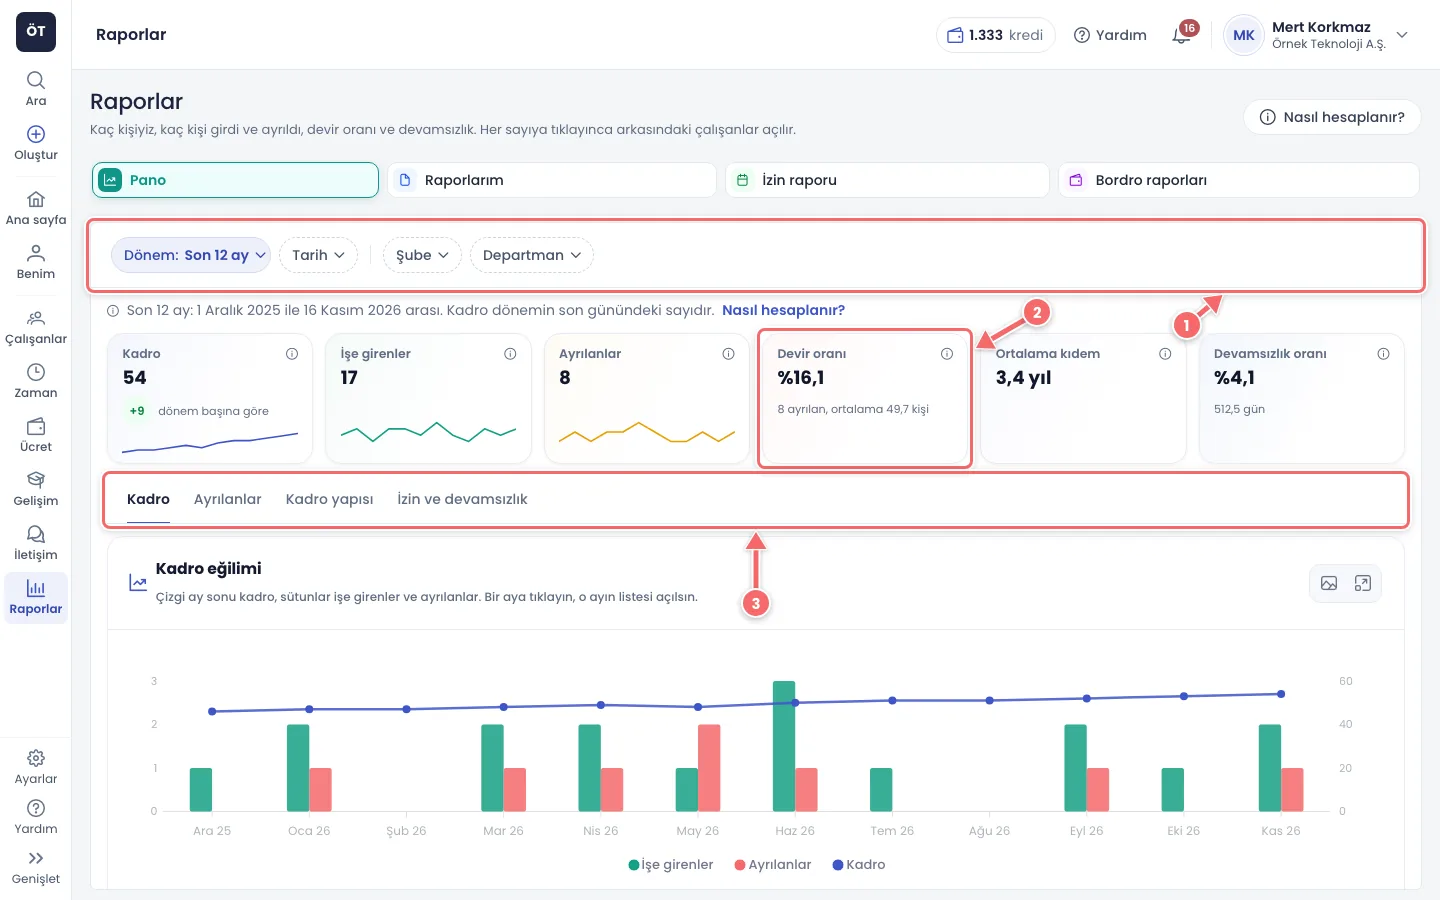 ÖT
Raporlar
1.333 kredi
Yardım
16
MK
Mert Korkmaz
Örnek Teknoloji A.Ş.
Ara
Oluştur
Ana sayfa
Benim
Çalışanlar
Zaman
Ücret
Gelişim
İletişim
Raporlar
Ayarlar
Yardım
Genişlet
Raporlar
Kaç kişiyiz, kaç kişi girdi ve ayrıldı, devir oranı ve devamsızlık. Her sayıya tıklayınca arkasındaki çalışanlar açılır.
Nasıl hesaplanır?
Pano
Raporlarım
İzin raporu
Bordro raporları
Dönem: Son 12 ay
Tarih
Şube
Departman
1
2
Son 12 ay: 1 Aralık 2025 ile 16 Kasım 2026 arası. Kadro dönemin son günündeki sayıdır. Nasıl hesaplanır?
Kadro
54
+9 dönem başına göre
İşe girenler
17
Ayrılanlar
8
Devir oranı
%16,1
8 ayrılan, ortalama 49,7 kişi
Ortalama kıdem
3,4 yıl
Devamsızlık oranı
%4,1
512,5 gün
Kadro
Ayrılanlar
Kadro yapısı
İzin ve devamsızlık
3
Kadro eğilimi
Çizgi ay sonu kadro, sütunlar işe girenler ve ayrılanlar. Bir aya tıklayın, o ayın listesi açılsın.
3
2
1
0
60
40
20
0
Ara 25
Oca 26
Şub 26
Mar 26
Nis 26
May 26
Haz 26
Tem 26
Ağu 26
Eyl 26
Eki 26
Kas 26
İşe girenler
Ayrılanlar
Kadro